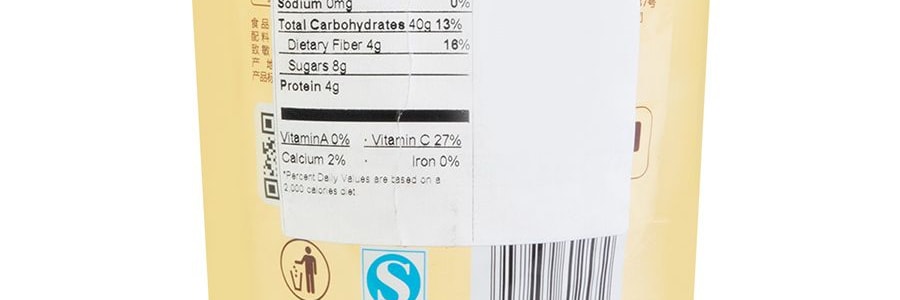 Sodium 0mg 0%
Total Carbohydrates 40g 13%
Dietary Fiber 4g 16%
Sugars 8g
Protein 4g
VitaminA 0% · Vitamin C 27%
Calcium 2% · Iron 0%
*Percent Daily Values are based on a
2,000 calories diet
食品
配料
致敏
产地
产品标
S